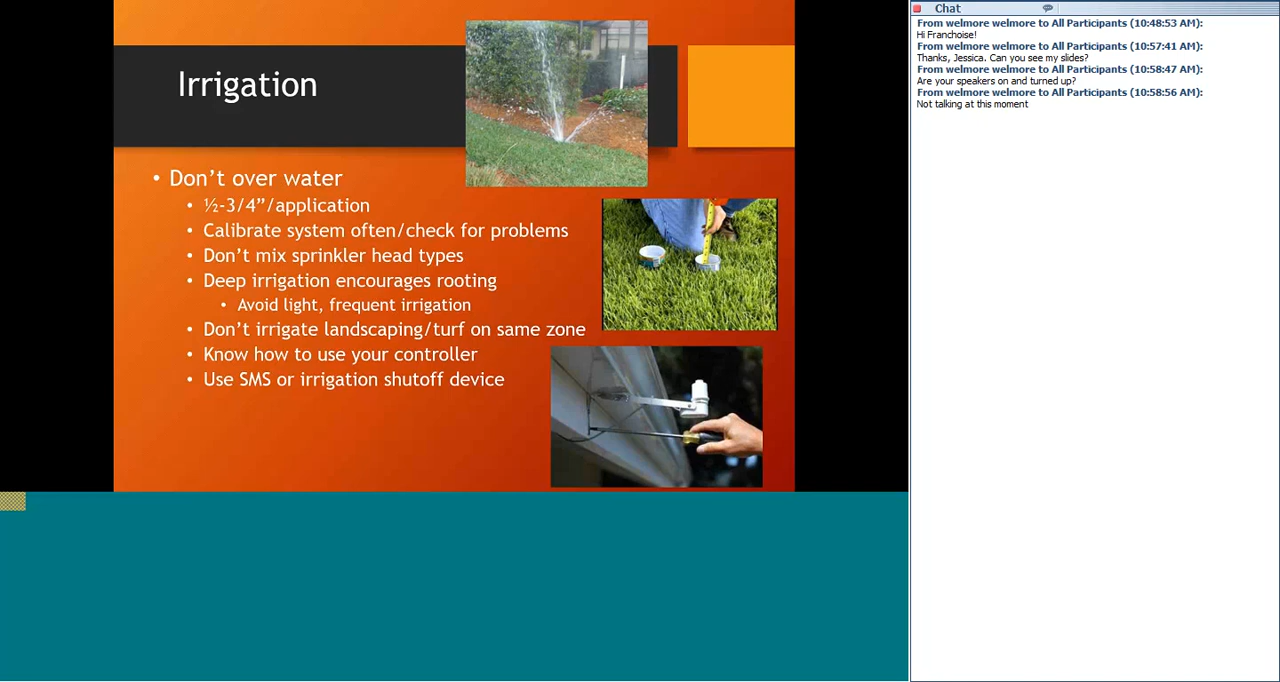 Irrigation
• Don't over water
• ½-3/4”/application
• Calibrate system often/check for problems
• Don't mix sprinkler head types
• Deep irrigation encourages rooting
• Avoid light, frequent irrigation
• Don't irrigate landscaping/turf on same zone
• Know how to use your controller
• Use SMS or irrigation shutoff device
Chat
From welmore welmore to All Participants (10:48:53 AM):
Hi Franchoise!
From welmore welmore to All Participants (10:57:41 AM):
Thanks, Jessica. Can you see my slides?
From welmore welmore to All Participants (10:58:47 AM):
Are your speakers on and turned up?
From welmore welmore to All Participants (10:58:56 AM):
Not talking at this moment